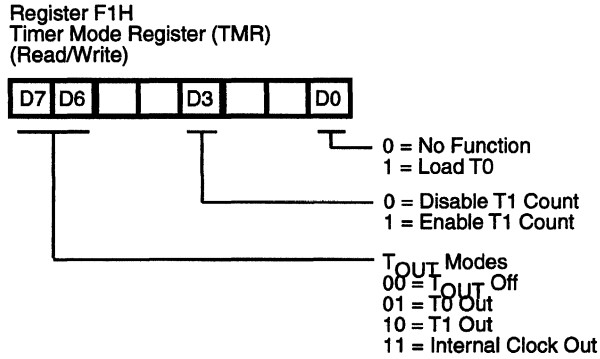 Register F1H
Timer Mode Register (TMR)
(Read/Write)
D7 D6 D3 D0
0 = No Function
1 = Load T0
0 = Disable T1 Count
1 = Enable T1 Count
TOUT Modes
00 = TOUT Off
01 = T0 Out
10 = T1 Out
11 = Internal Clock Out